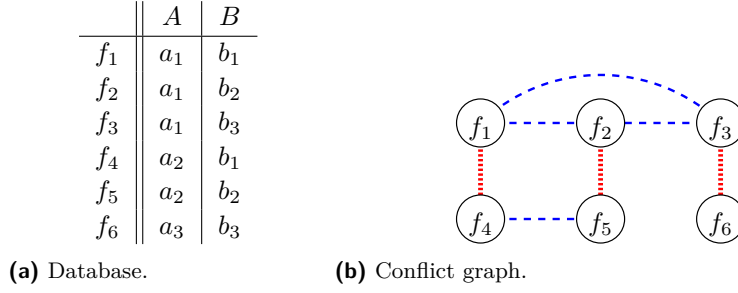 A B
f₁ a₁ b₁
f₂ a₁ b₂
f₃ a₁ b₃
f₄ a₂ b₁
f₅ a₂ b₂
f₆ a₃ b₃
(a) Database.
f₁ f₂ f₃
f₄ f₅ f₆
(b) Conflict graph.